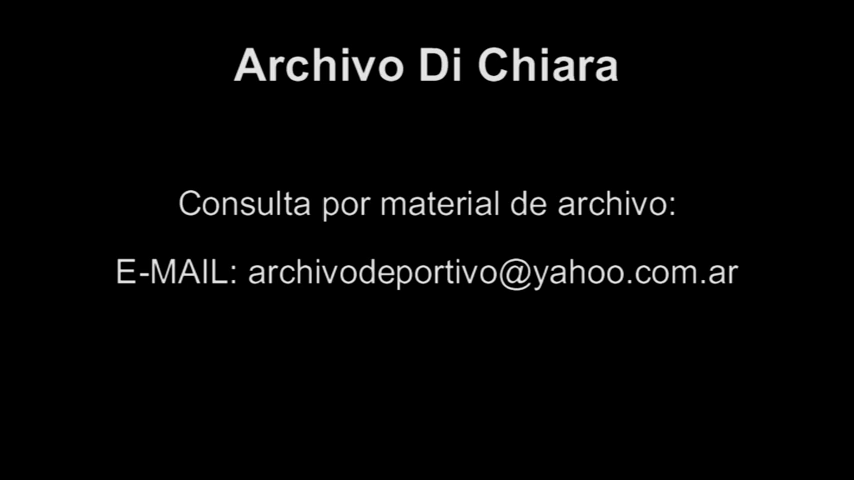 Archivo Di Chiara
Consulta por material de archivo:
E-MAIL: archivodeportivo@yahoo.com.ar